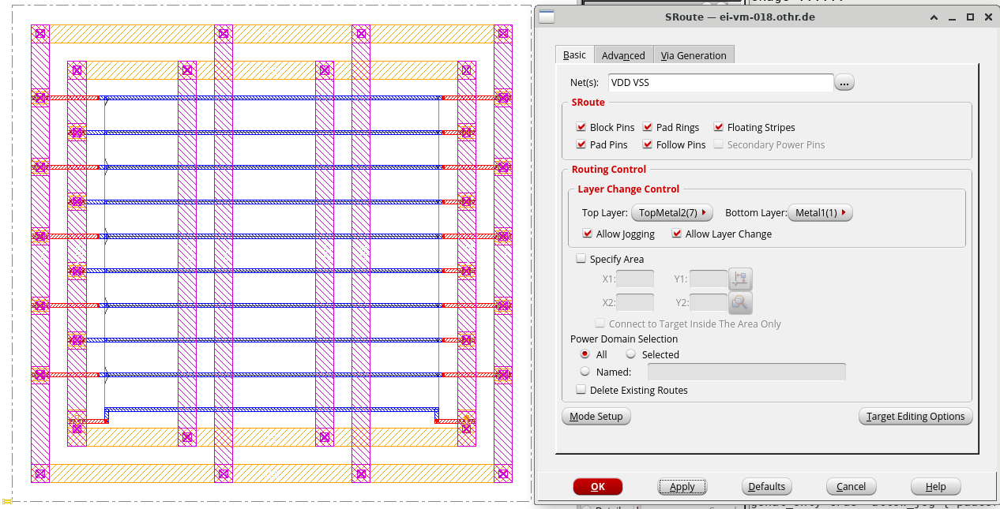 SRoute — ei-vm-018.othr.de
Basic Advanced Via Generation
Net(s): VDD VSS ...
SRoute
Block Pins Pad Rings Floating Stripes
Pad Pins Follow Pins Secondary Power Pins
Routing Control
Layer Change Control
Top Layer: TopMetal2(7) Bottom Layer: Metal1(1)
Allow Jogging Allow Layer Change
Specify Area
X1: Y1:
X2: Y2:
Connect to Target Inside The Area Only
Power Domain Selection
All Selected
Named:
Delete Existing Routes
Mode Setup Target Editing Options
OK Apply Defaults Cancel Help